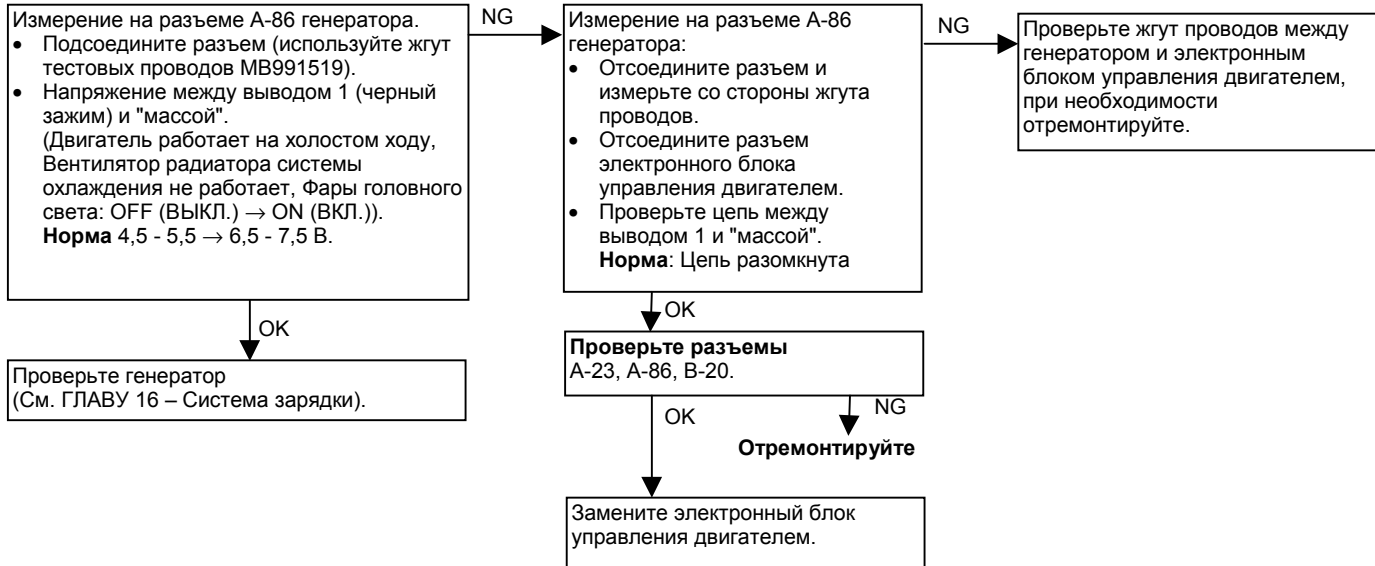 Измерение на разъеме А-86 генератора.
• Подсоедините разъем (используйте жгут
тестовых проводов МВ991519).
• Напряжение между выводом 1 (черный
зажим) и "массой".
(Двигатель работает на холостом ходу,
Вентилятор радиатора системы
охлаждения не работает, Фары головного
света: OFF (ВЫКЛ.) → ON (ВКЛ.)).
Норма 4,5 - 5,5 → 6,5 - 7,5 В.
NG
Измерение на разъеме А-86
генератора:
• Отсоедините разъем и
измерьте со стороны жгута
проводов.
• Отсоедините разъем
электронного блока
управления двигателем.
• Проверьте цепь между
выводом 1 и "массой".
Норма: Цепь разомкнута
NG
Проверьте жгут проводов между
генератором и электронным
блоком управления двигателем,
при необходимости
отремонтируйте.
OK
Проверьте генератор
(См. ГЛАВУ 16 – Система зарядки).
OK
Проверьте разъемы
А-23, А-86, В-20.
OK
NG
Отремонтируйте
Замените электронный блок
управления двигателем.